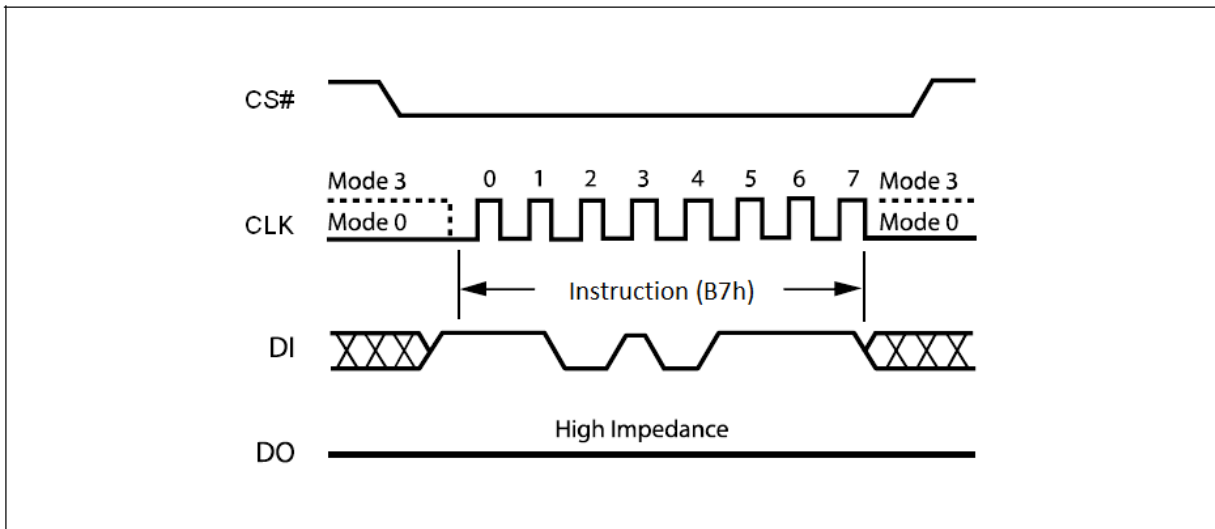 CS#
Mode 3 0 1 2 3 4 5 6 7 Mode 3
CLK Mode 0 Mode 0
Instruction (B7h)
DI
High Impedance
DO